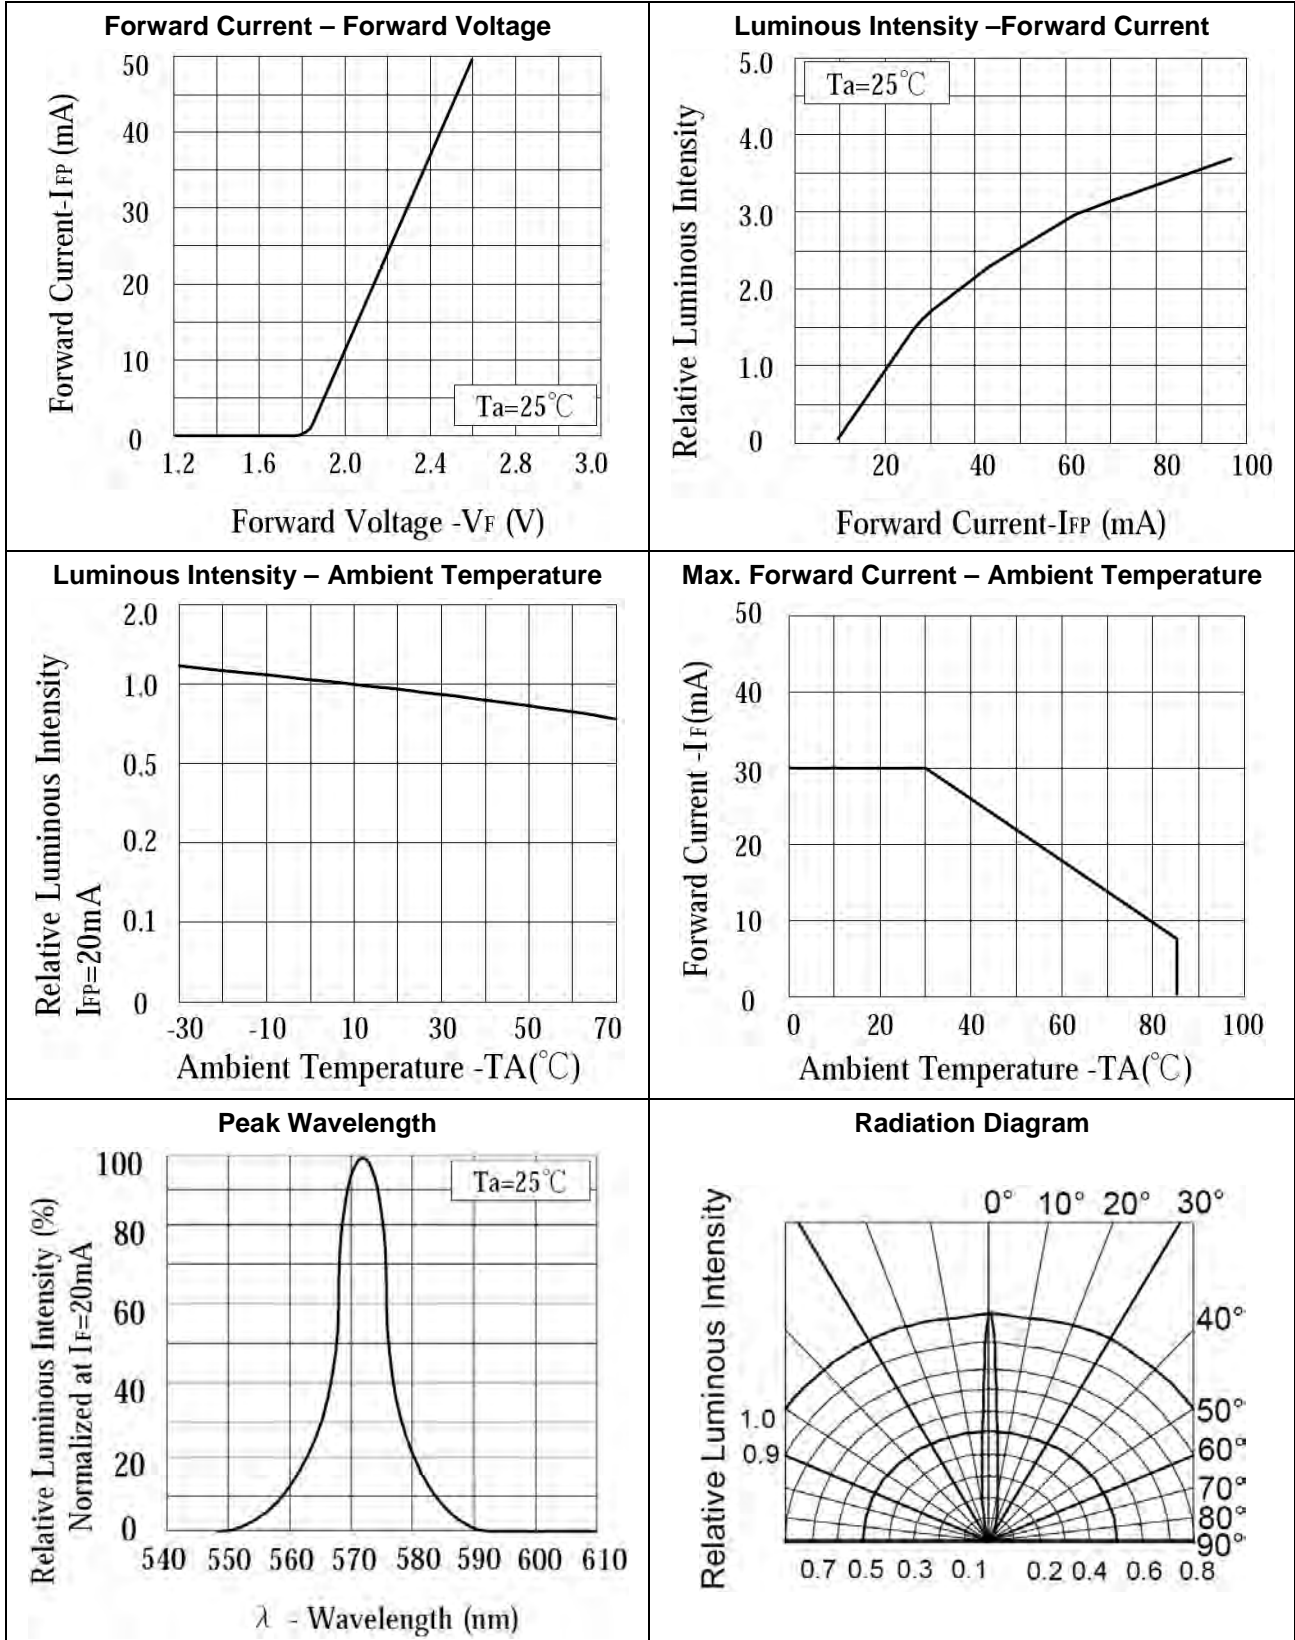 Forward Current – Forward Voltage
Forward Current-IFP (mA)
50
40
30
20
10
0
Ta=25℃
1.2 1.6 2.0 2.4 2.8 3.0
Forward Voltage -VF (V)
Luminous Intensity –Forward Current
Relative Luminous Intensity
5.0
4.0
3.0
2.0
1.0
0
Ta=25℃
20 40 60 80 100
Forward Current-IFP (mA)
Luminous Intensity – Ambient Temperature
Relative Luminous Intensity
IFP=20mA
2.0
1.0
0.5
0.2
0.1
0
-30 -10 10 30 50 70
Ambient Temperature -TA(℃)
Max. Forward Current – Ambient Temperature
Forward Current -IF(mA)
50
40
30
20
10
0
0 20 40 60 80 100
Ambient Temperature -TA(℃)
Peak Wavelength
Relative Luminous Intensity (%)
Normalized at IF=20mA
100
80
60
40
20
0
Ta=25℃
540 550 560 570 580 590 600 610
λ - Wavelength (nm)
Radiation Diagram
Relative Luminous Intensity
0° 10° 20° 30°
40°
50°
60°
70°
80°
90°
1.0
0.9
0.7 0.5 0.3 0.1 0.2 0.4 0.6 0.8